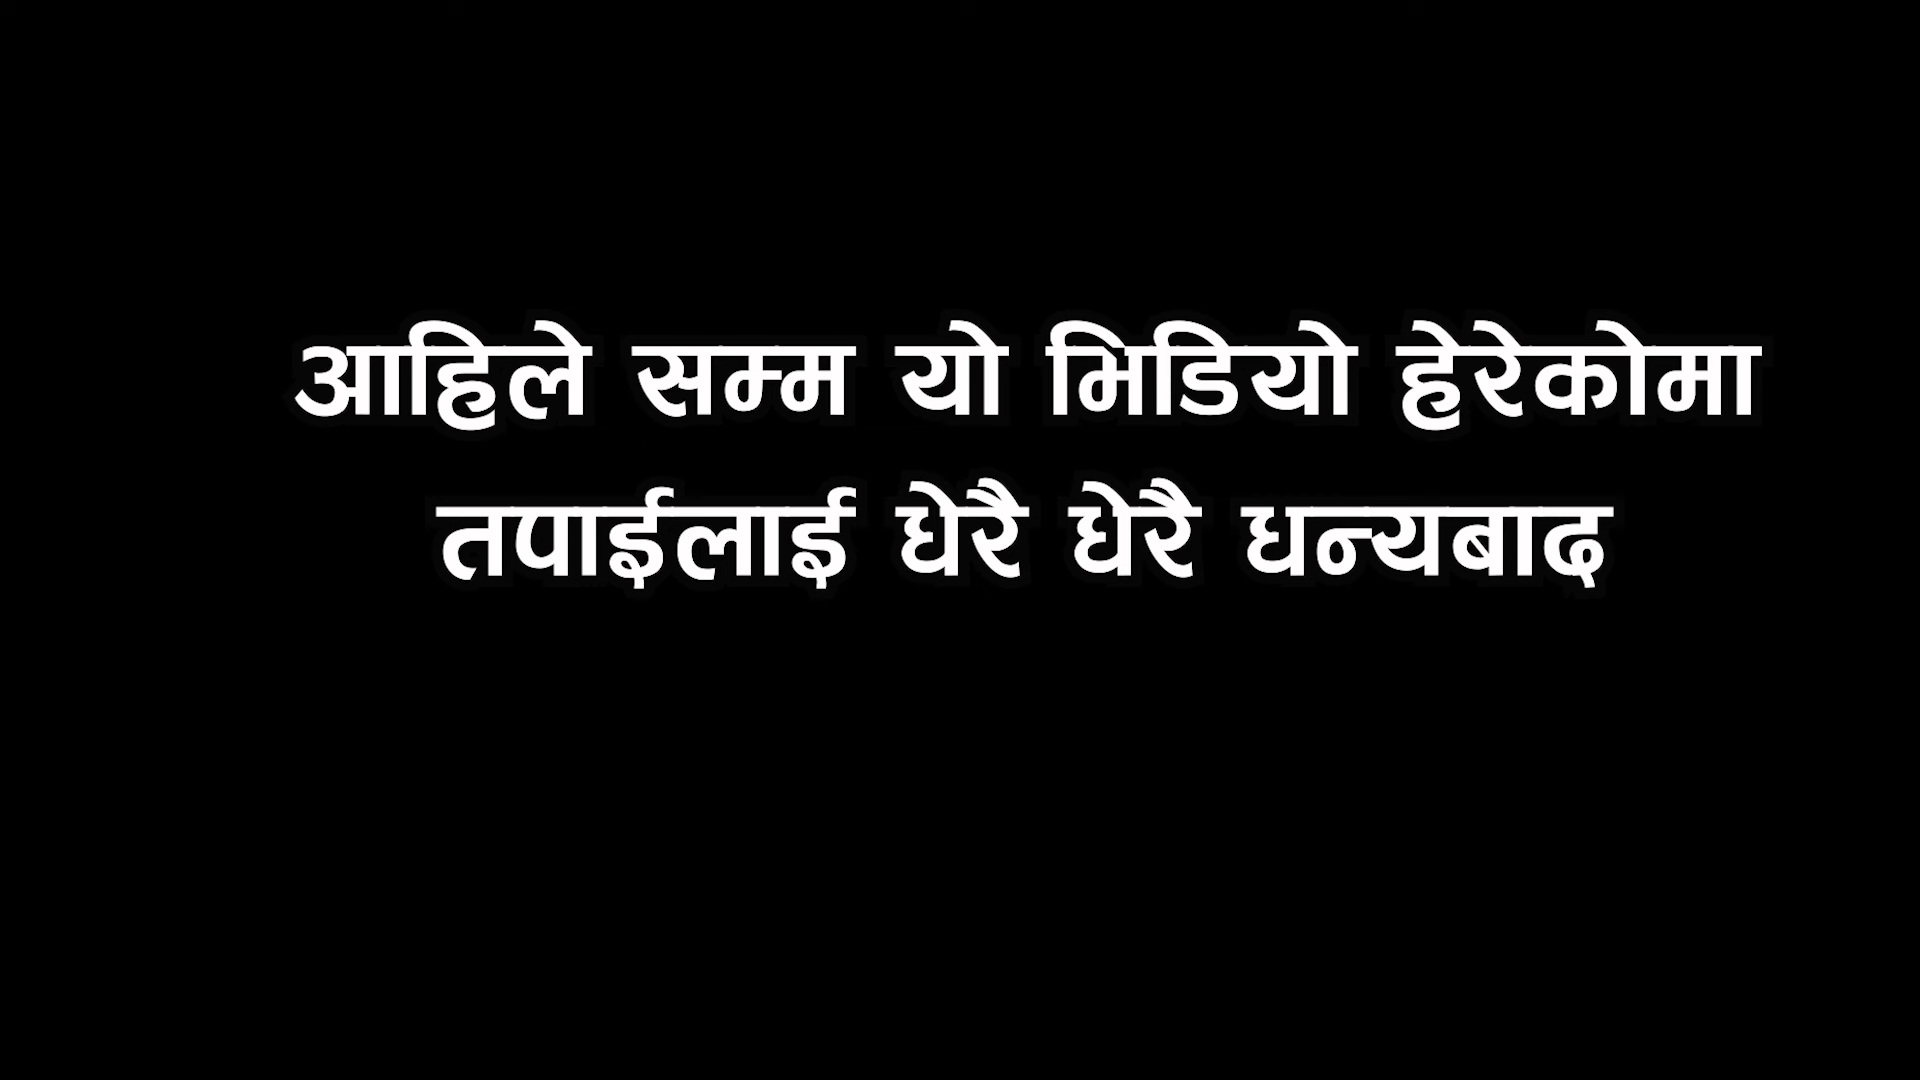 आहिले सम्म यो भिडियो हेरेकोमा
तपाईलाई धेरै धेरै धन्यबाद